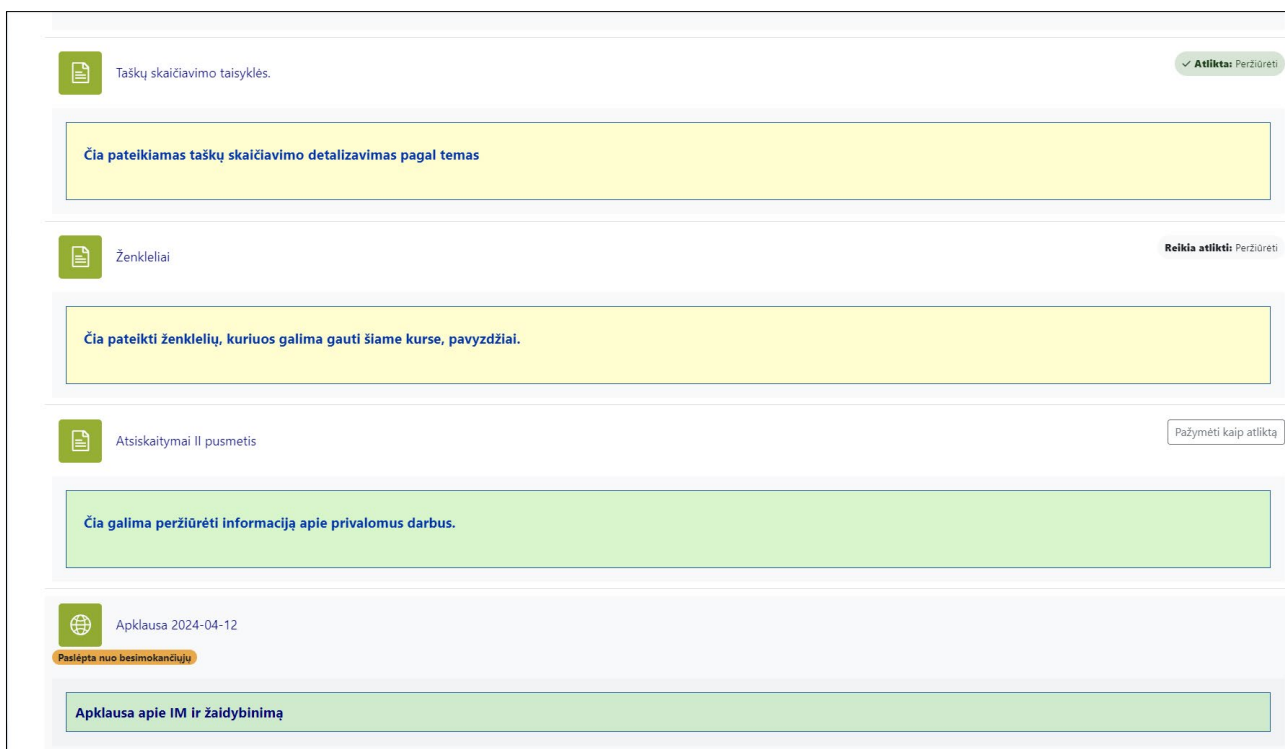 Taškų skaičiavimo taisyklės.
✓ Atlikta: Peržiūrėti
Čia pateikiamas taškų skaičiavimo detalizavimas pagal temas
Ženkleliai
Reikia atlikti: Peržiūrėti
Čia pateikti ženklelių, kuriuos galima gauti šiame kurse, pavyzdžiai.
Atsiskaitymai II pusmetis
Pažymėti kaip atliktą
Čia galima peržiūrėti informaciją apie privalomus darbus.
Apklausa 2024-04-12
Paslėpta nuo besimokančiųjų
Apklausa apie IM ir žaidybinimą